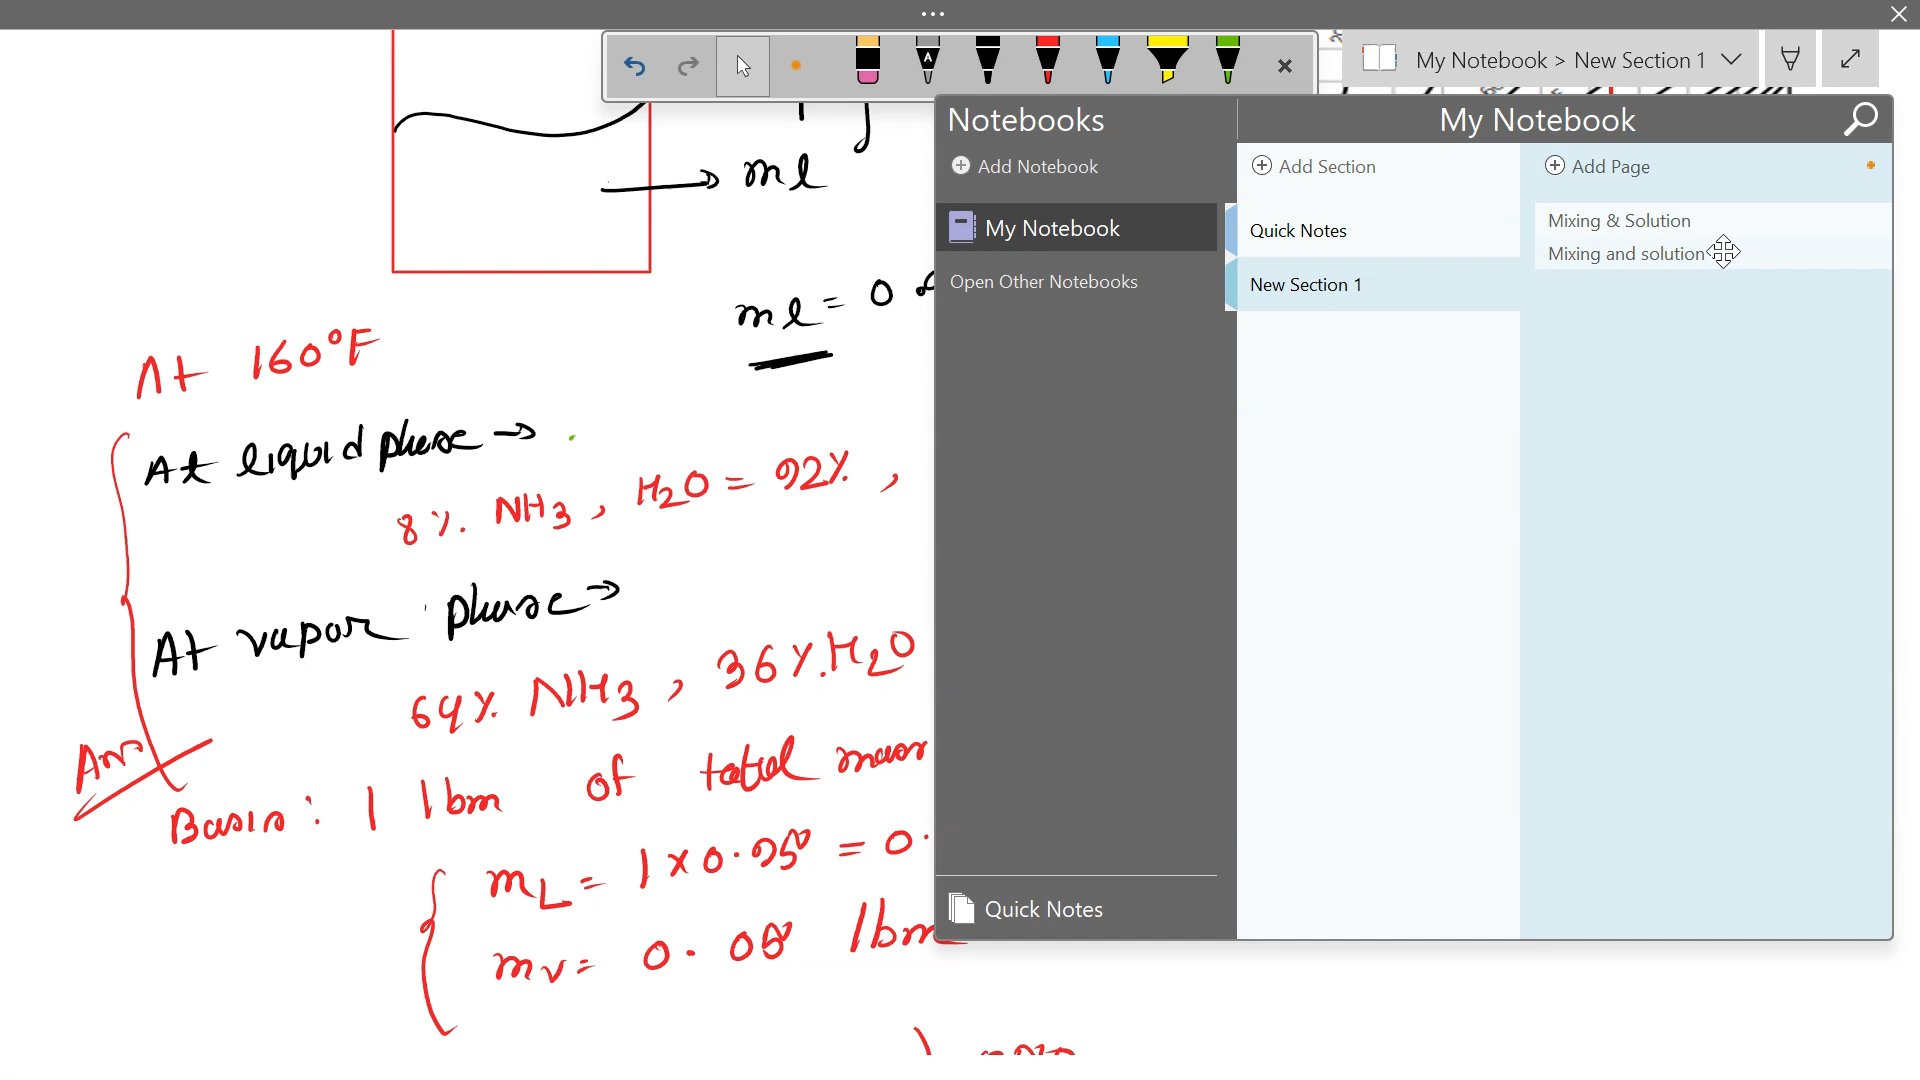 My Notebook > New Section 1
A
Notebooks
My Notebook
Add Notebook
Add Section
Add Page
My Notebook
Quick Notes
Mixing & Solution
Mixing and solution
Open Other Notebooks
New Section 1
Quick Notes
ml
ml = 0
At 160°F
At liquid phase →
8%. NH3, H2O = 92%,
At vapor phase →
64%. NH3, 36%. H2O
Ans
Basis: 1 lbm of total mass
mL = 1 x 0.95 = 0.
mv = 0.05 lbm